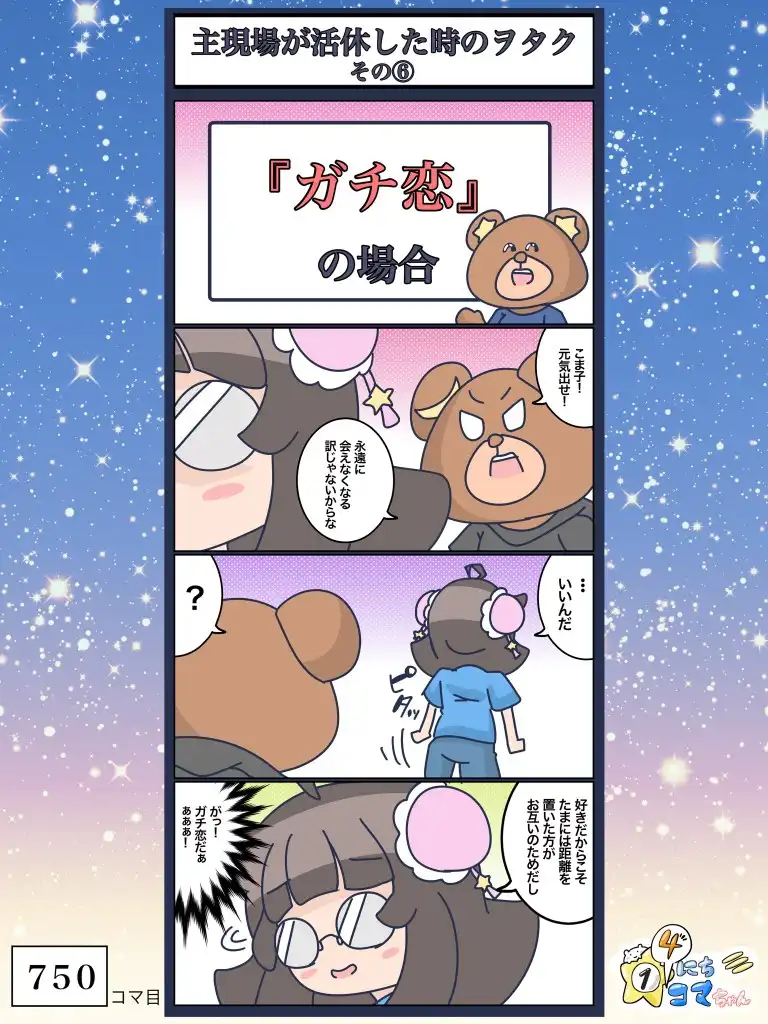 主現場が活休した時のヲタク
その⑥
『ガチ恋』
の場合
こま子!
元気出せ!
永遠に
会えなくなる
訳じゃないからな
…
いいんだ
?
ピタッ
好きだからこそ
たまには距離を
置いた方が
お互いのためだし
がっ!
ガチ恋だぁ
ぁぁぁ!
750
コマ目
1
にち
4
コマちゃん